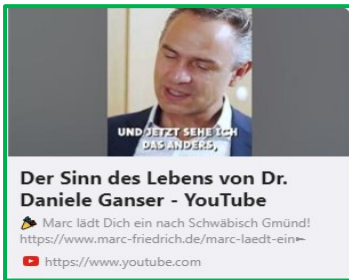 UND JETZT SEHE ICH
DAS ANDERS,
Der Sinn des Lebens von Dr.
Daniele Ganser - YouTube
Marc lädt Dich ein nach Schwäbisch Gmünd!
https://www.marc-friedrich.de/marc-laedt-ein
https://www.youtube.com